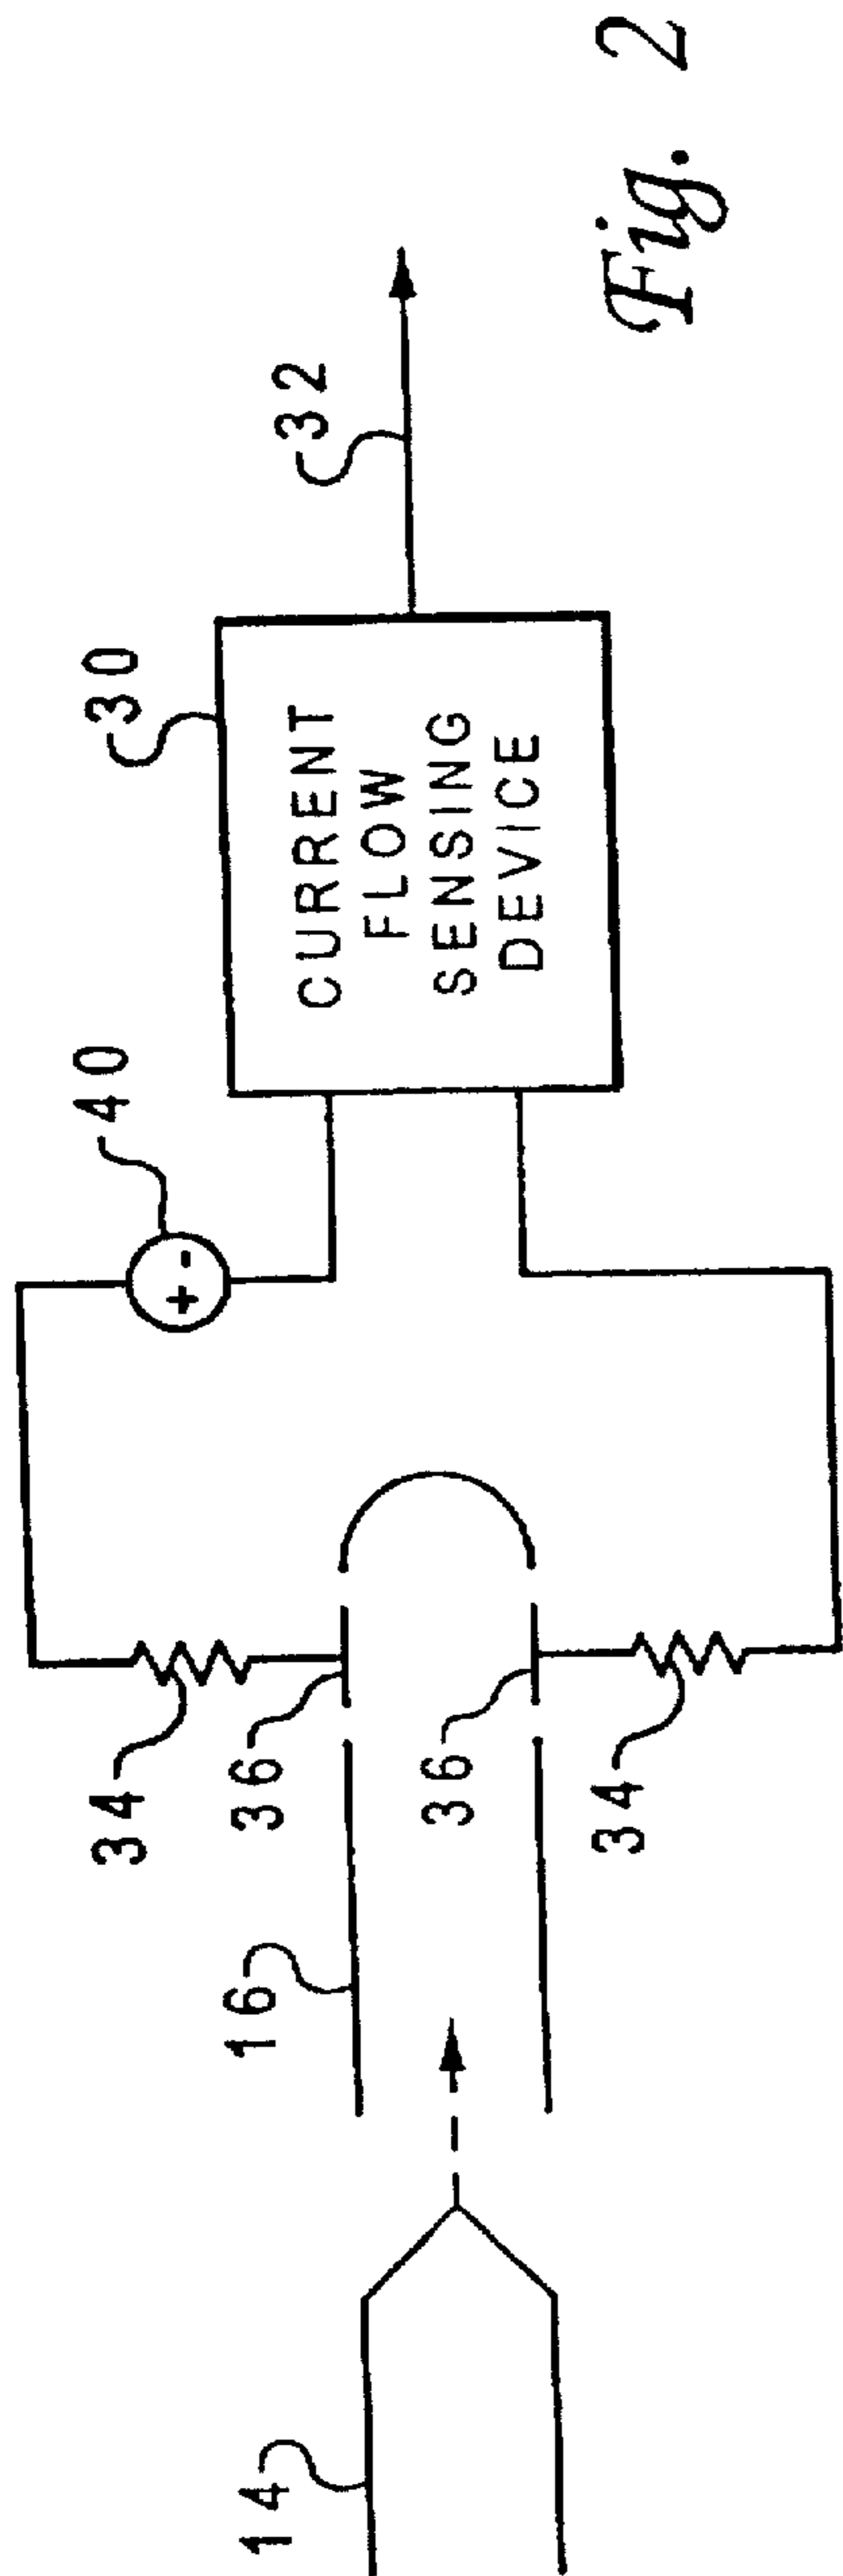 40
30
32
34
CURRENT
FLOW
SENSING
DEVICE
14
16
36
36
34
+ -
Fig. 2